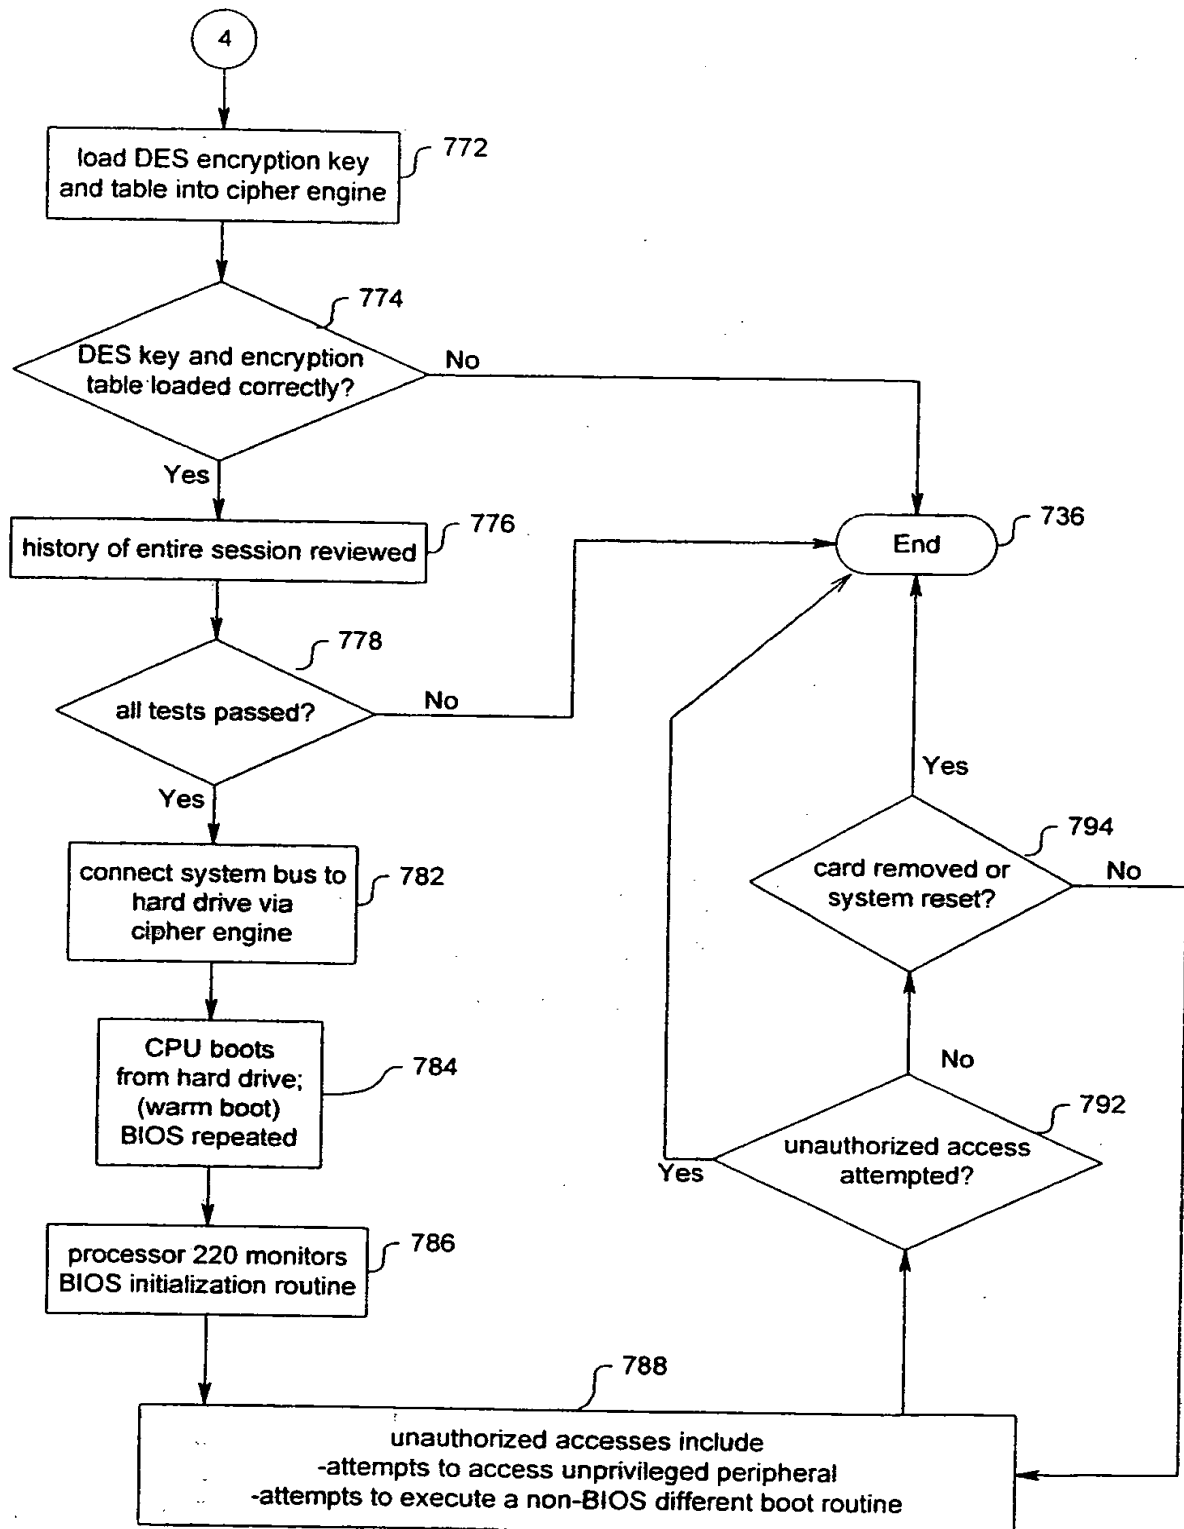 4
load DES encryption key
and table into cipher engine
772
774
DES key and encryption
table loaded correctly?
No
Yes
history of entire session reviewed
776
End
736
778
all tests passed?
No
Yes
connect system bus to
hard drive via
cipher engine
782
CPU boots
from hard drive;
(warm boot)
BIOS repeated
784
processor 220 monitors
BIOS initialization routine
786
Yes
794
card removed or
system reset?
No
No
792
unauthorized access
attempted?
Yes
788
unauthorized accesses include
-attempts to access unprivileged peripheral
-attempts to execute a non-BIOS different boot routine